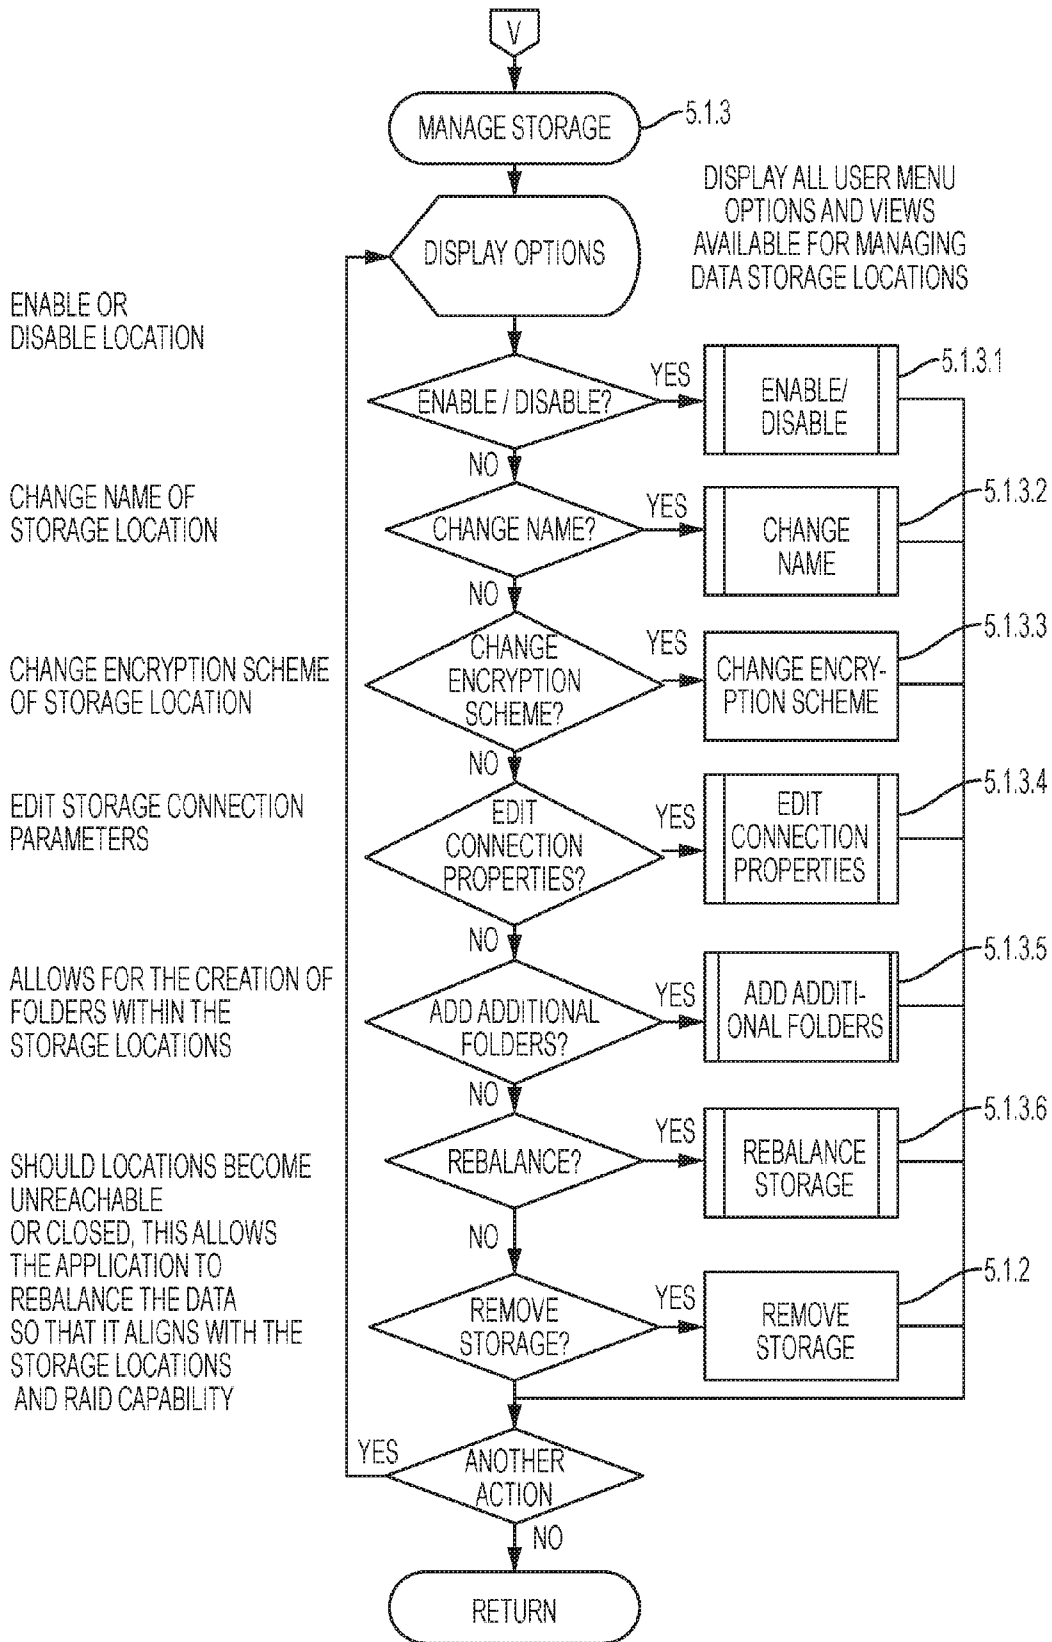 V
MANAGE STORAGE
5.1.3
DISPLAY ALL USER MENU
OPTIONS AND VIEWS
AVAILABLE FOR MANAGING
DATA STORAGE LOCATIONS
DISPLAY OPTIONS
ENABLE OR
DISABLE LOCATION
ENABLE / DISABLE?
YES
ENABLE/
DISABLE
5.1.3.1
NO
CHANGE NAME OF
STORAGE LOCATION
CHANGE NAME?
YES
CHANGE
NAME
5.1.3.2
NO
CHANGE ENCRYPTION SCHEME
OF STORAGE LOCATION
CHANGE
ENCRYPTION
SCHEME?
YES
CHANGE ENCRY-
PTION SCHEME
5.1.3.3
NO
EDIT STORAGE CONNECTION
PARAMETERS
EDIT
CONNECTION
PROPERTIES?
YES
EDIT
CONNECTION
PROPERTIES
5.1.3.4
NO
ALLOWS FOR THE CREATION OF
FOLDERS WITHIN THE
STORAGE LOCATIONS
ADD ADDITIONAL
FOLDERS?
YES
ADD ADDITI-
ONAL FOLDERS
5.1.3.5
NO
SHOULD LOCATIONS BECOME
UNREACHABLE
OR CLOSED, THIS ALLOWS
THE APPLICATION TO
REBALANCE THE DATA
SO THAT IT ALIGNS WITH THE
STORAGE LOCATIONS
AND RAID CAPABILITY
REBALANCE?
YES
REBALANCE
STORAGE
5.1.3.6
NO
REMOVE
STORAGE?
YES
REMOVE
STORAGE
5.1.2
YES
ANOTHER
ACTION
NO
RETURN